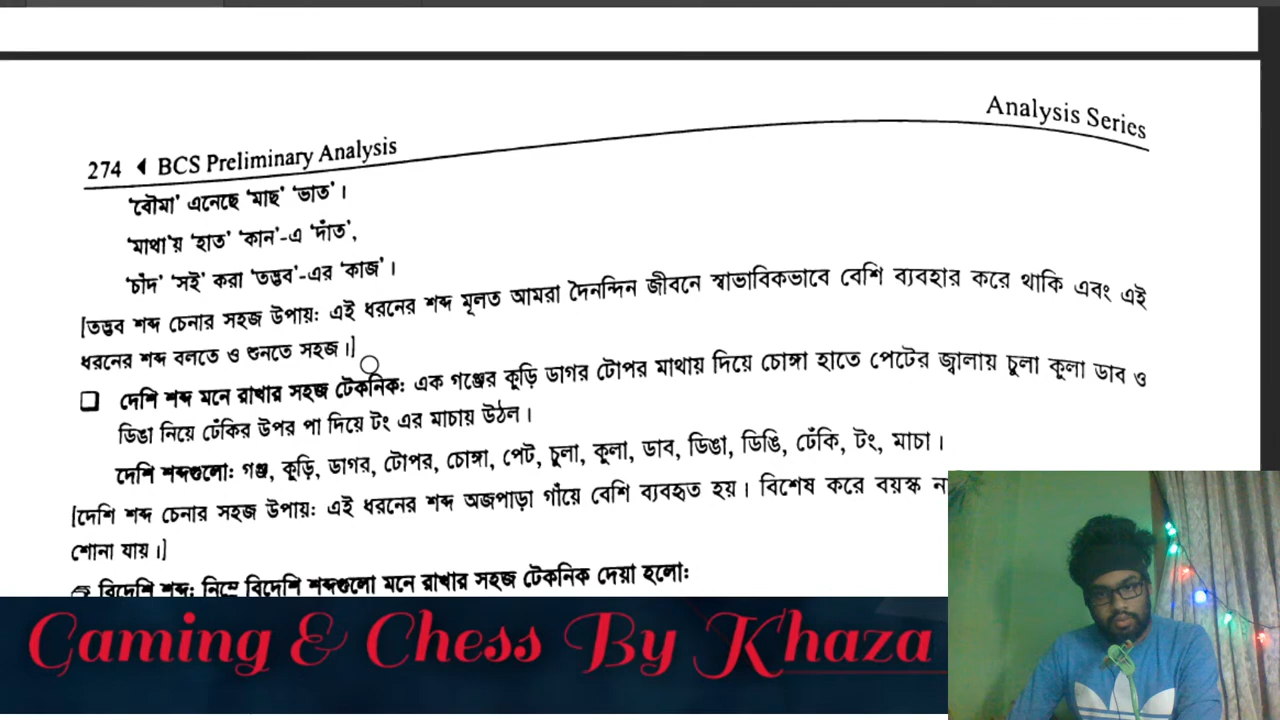 Analysis Series
274 ◀ BCS Preliminary Analysis
‘বৌমা’ এনেছে ‘মাছ’ ‘ভাত’।
‘মাথা’য় ‘হাত’ ‘কান’-এ ‘দাঁত’,
‘চাঁদ’ ‘সই’ করা ‘তদ্ভব’-এর ‘কাজ’।
[তদ্ভব শব্দ চেনার সহজ উপায়: এই ধরনের শব্দ মূলত আমরা দৈনন্দিন জীবনে স্বাভাবিকভাবে বেশি ব্যবহার করে থাকি এবং এই
ধরনের শব্দ বলতে ও শুনতে সহজ।]
❑ দেশি শব্দ মনে রাখার সহজ টেকনিক: এক গঞ্জের কুড়ি ডাগর টোপর মাথায় দিয়ে চোঙ্গা হাতে পেটের জ্বালায় চুলা কুলা ডাব ও
ডিঙা নিয়ে ঢেঁকির উপর পা দিয়ে টং এর মাচায় উঠল।
দেশি শব্দগুলো: গঞ্জ, কুড়ি, ডাগর, টোপর, চোঙ্গা, পেট, চুলা, কুলা, ডাব, ডিঙা, ডিঙি, ঢেঁকি, টং, মাচা।
[দেশি শব্দ চেনার সহজ উপায়: এই ধরনের শব্দ অজপাড়া গাঁয়ে বেশি ব্যবহৃত হয়। বিশেষ করে বয়স্ক
শোনা যায়।]
বিদেশি শব্দ: নিম্নে বিদেশি শব্দগুলো মনে রাখার সহজ টেকনিক দেয়া হলো:
Gaming & Chess By Khaza